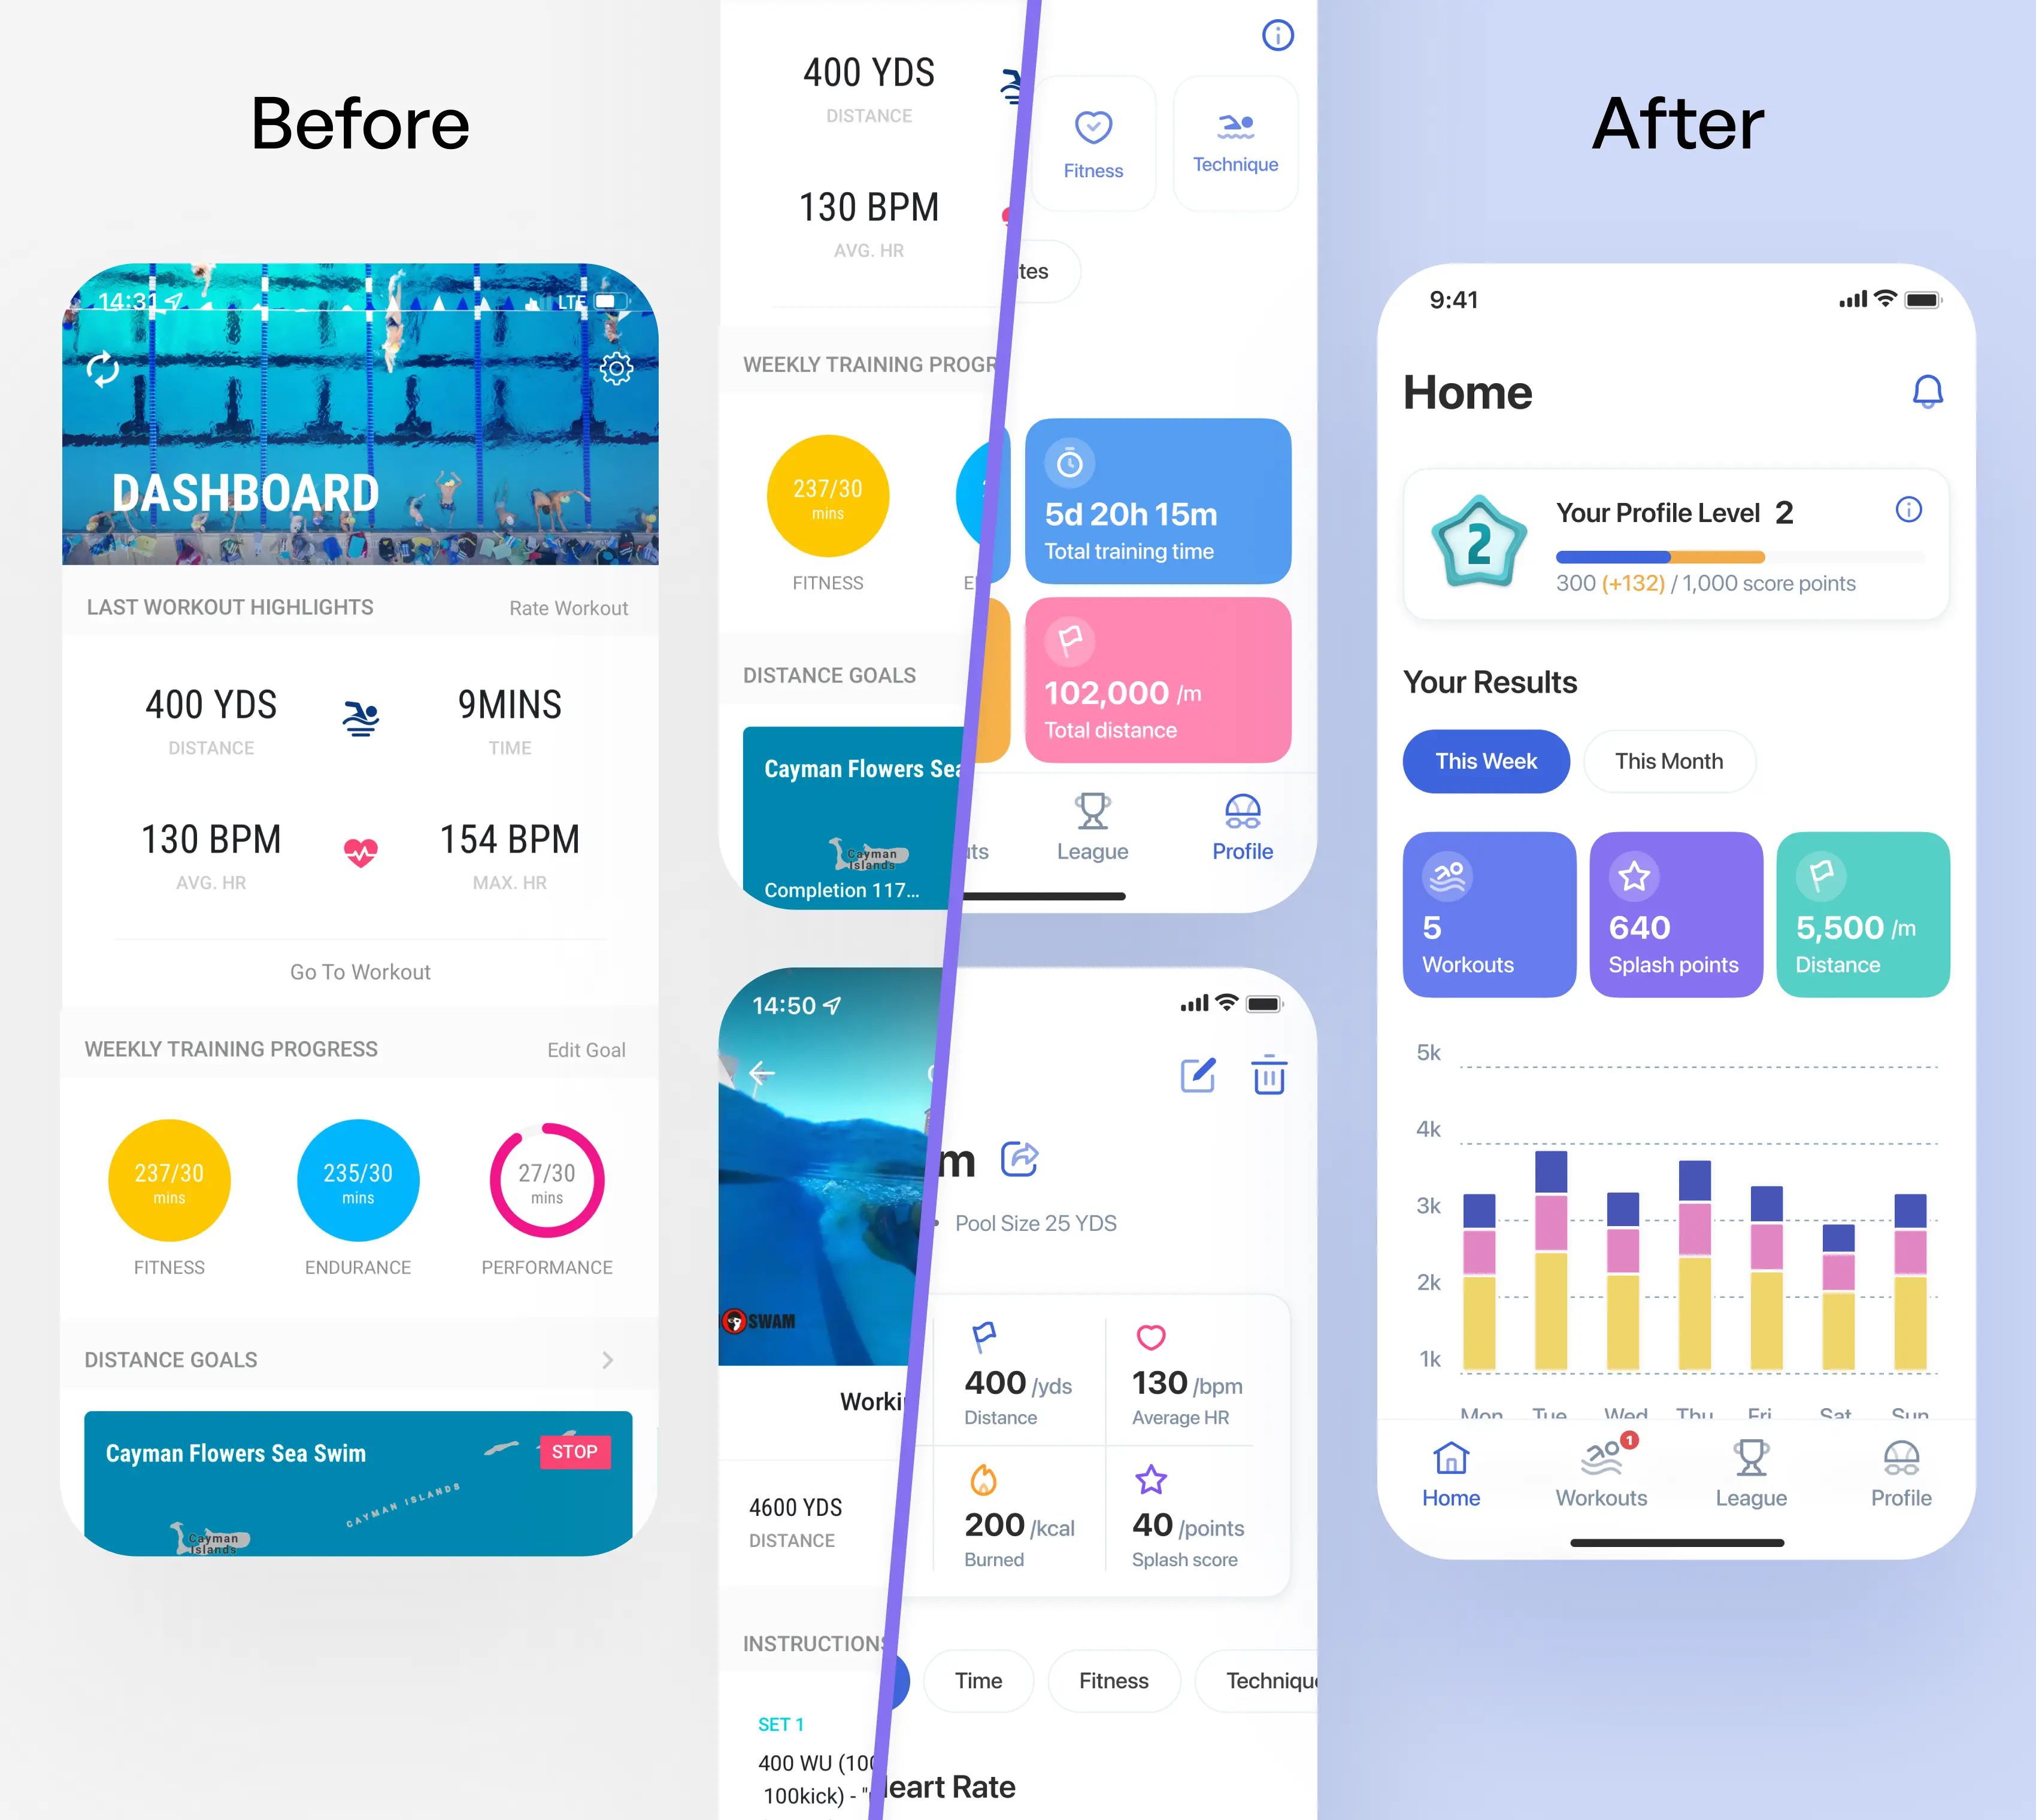 Before
After
14:31
LTE
DASHBOARD
LAST WORKOUT HIGHLIGHTS
Rate Workout
400 YDS
DISTANCE
9MINS
TIME
130 BPM
AVG. HR
154 BPM
MAX. HR
Go To Workout
WEEKLY TRAINING PROGRESS
Edit Goal
237/30
mins
FITNESS
235/30
mins
ENDURANCE
27/30
mins
PERFORMANCE
DISTANCE GOALS
Cayman Flowers Sea Swim
STOP
CAYMAN ISLANDS
Cayman
Islands
400 YDS
DISTANCE
130 BPM
AVG. HR
WEEKLY TRAINING PROGR
237/30
mins
FITNESS
E
DISTANCE GOALS
Cayman Flowers Sea
Cayman
Islands
Completion 117...
Fitness
Technique
tes
5d 20h 15m
Total training time
102,000 /m
Total distance
ts
League
Profile
14:50
SWAM
Workin
4600 YDS
DISTANCE
INSTRUCTIONS
SET 1
400 WU (100
100kick) - "
m
Pool Size 25 YDS
400 /yds
Distance
130 /bpm
Average HR
200 /kcal
Burned
40 /points
Splash score
Time
Fitness
Technique
eart Rate
9:41
Home
2
Your Profile Level 2
300 (+132) / 1,000 score points
Your Results
This Week
This Month
5
Workouts
640
Splash points
5,500 /m
Distance
5k
4k
3k
2k
1k
Mon Tue Wed Thu Fri Sat Sun
1
Home
Workouts
League
Profile